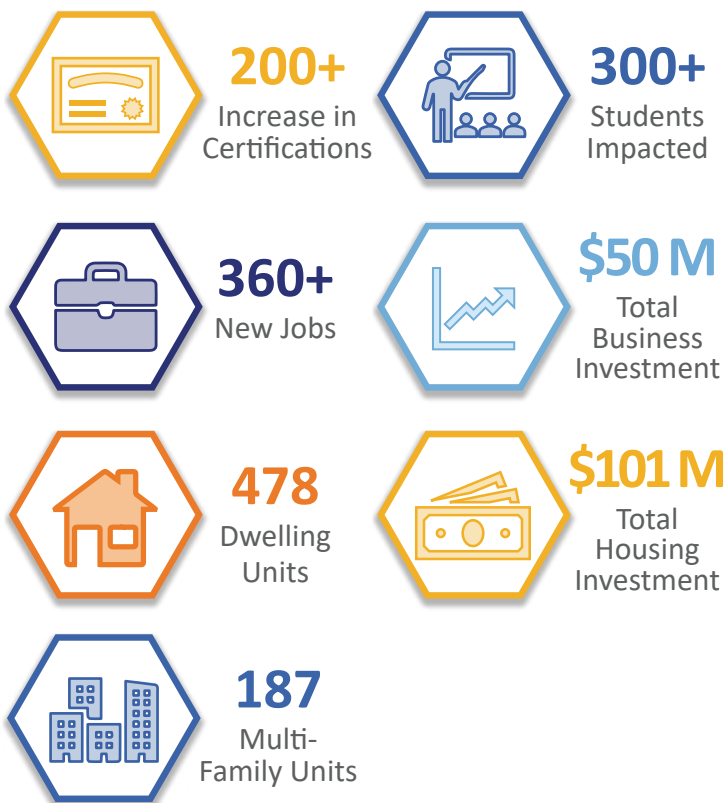 200+
Increase in
Certifications
300+
Students
Impacted
360+
New Jobs
$50 M
Total
Business
Investment
478
Dwelling
Units
$101 M
Total
Housing
Investment
187
Multi-
Family Units